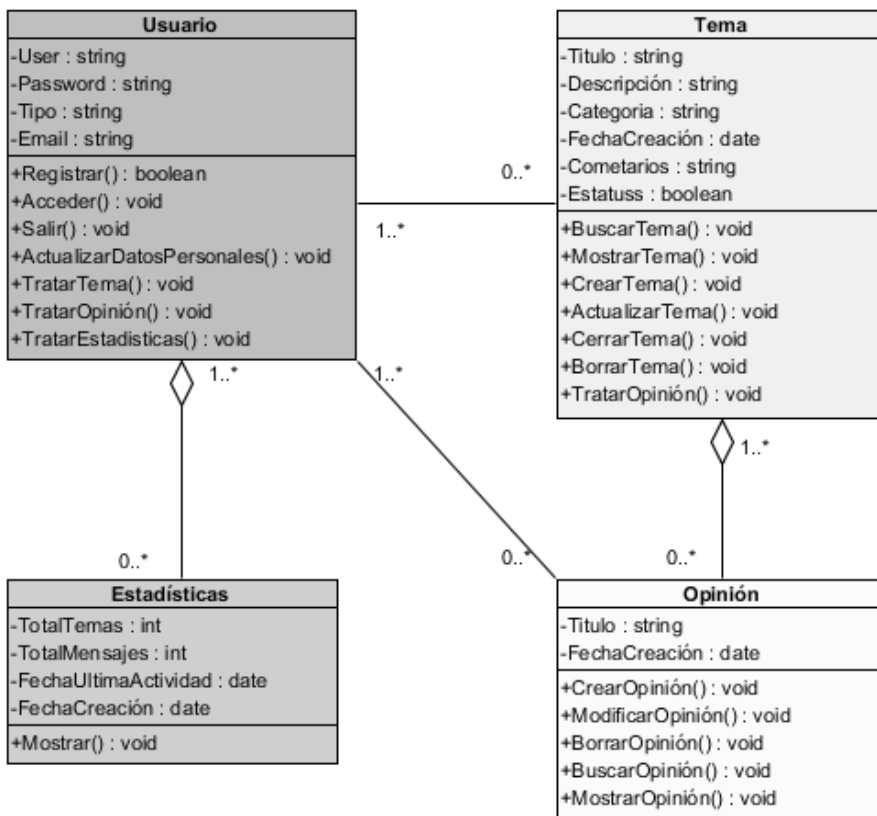 Usuario
-User : string
-Password : string
-Tipo : string
-Email : string
+Registrar() : boolean
+Acceder() : void
+Salir() : void
+ActualizarDatosPersonales() : void
+TratarTema() : void
+TratarOpinión() : void
+TratarEstadisticas() : void
Tema
-Titulo : string
-Descripción : string
-Categoria : string
-FechaCreación : date
-Cometarios : string
-Estatuss : boolean
+BuscarTema() : void
+MostrarTema() : void
+CrearTema() : void
+ActualizarTema() : void
+CerrarTema() : void
+BorrarTema() : void
+TratarOpinión() : void
0..*
1..*
1..*
1..*
1..*
0..*
0..*
0..*
Estadísticas
-TotalTemas : int
-TotalMensajes : int
-FechaUltimaActividad : date
-FechaCreación : date
+Mostrar() : void
Opinión
-Titulo : string
-FechaCreación : date
+CrearOpinión() : void
+ModificarOpinión() : void
+BorrarOpinión() : void
+BuscarOpinión() : void
+MostrarOpinión() : void